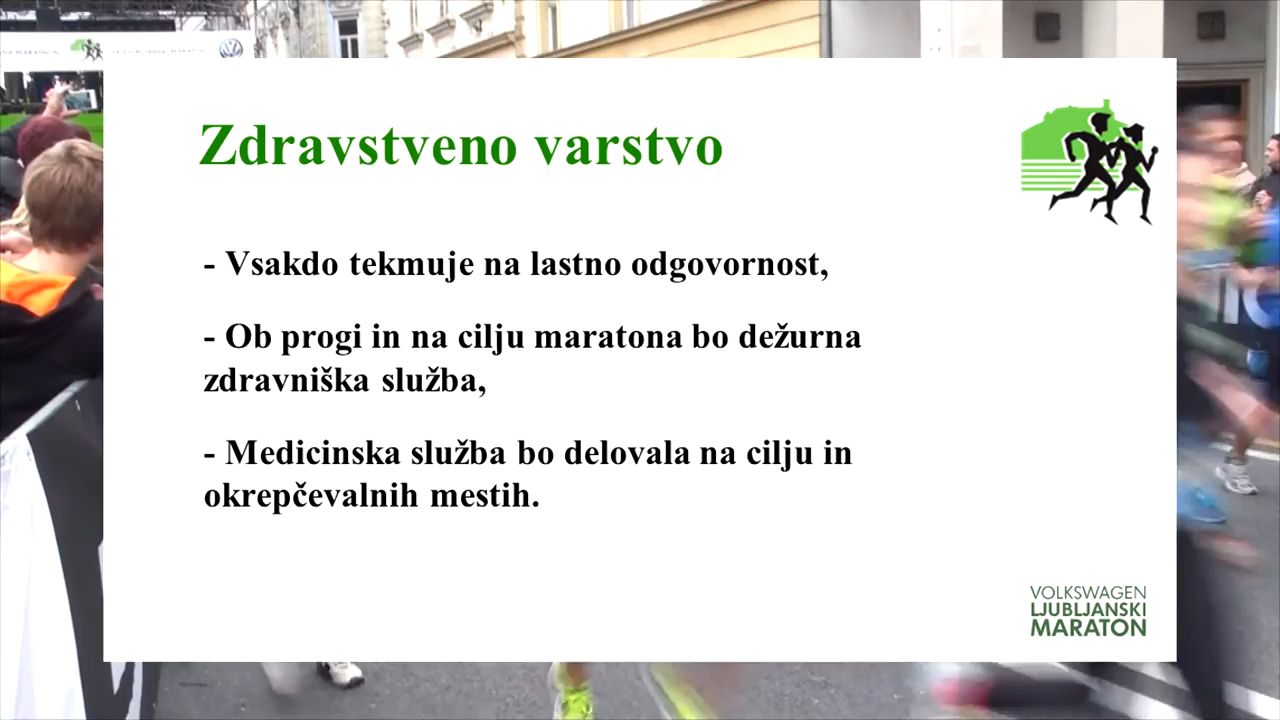 Zdravstveno varstvo
- Vsakdo tekmuje na lastno odgovornost,
- Ob progi in na cilju maratona bo dežurna
zdravniška služba,
- Medicinska služba bo delovala na cilju in
okrepčevalnih mestih.
VOLKSWAGEN
LJUBLJANSKI
MARATON